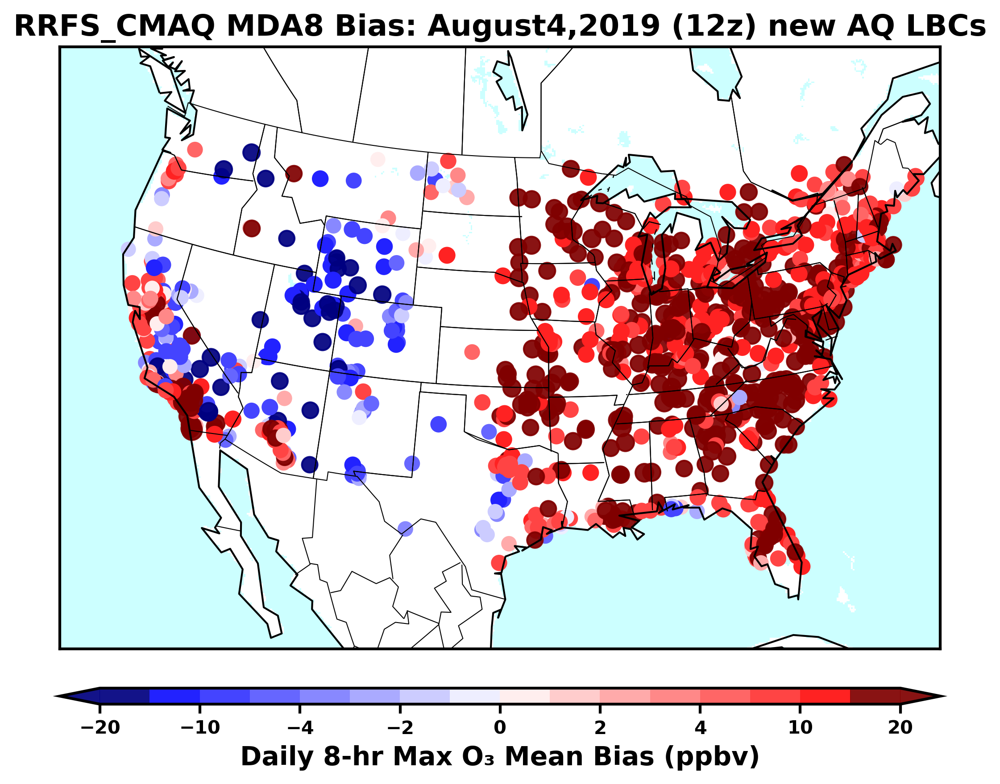 RRFS_CMAQ MDA8 Bias: August4,2019 (12z) new AQ LBCs
−20 −10 −4 −2 0 2 4 10 20
Daily 8-hr Max O₃ Mean Bias (ppbv)